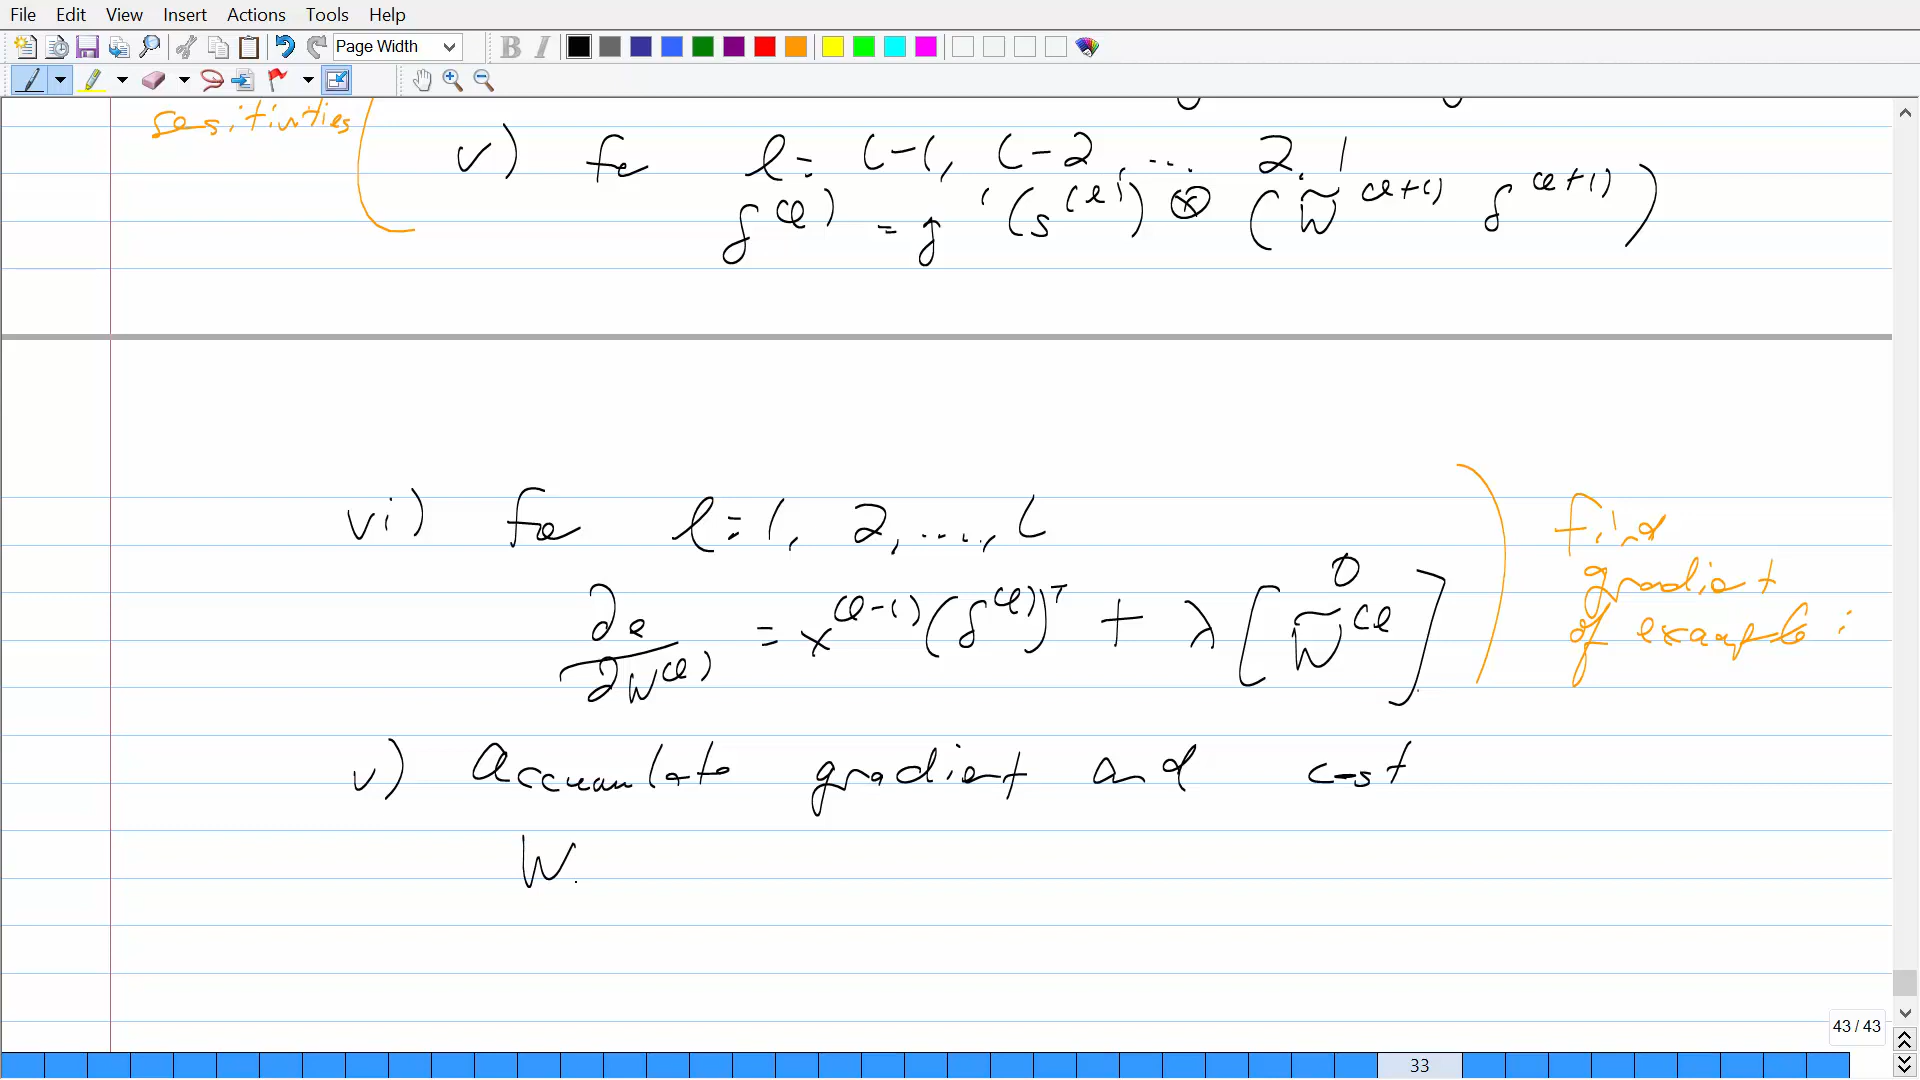 File Edit View Insert Actions Tools Help
Page Width
B I
sensitivities
v) for l = L-1, L-2, ... 2, 1
δ^(l) = g'(s^(l)) ⊗ (W̃^(l+1) δ^(l+1))
vi) for l = 1, 2, ..., L
∂e/∂W^(l) = x^(l-1) (δ^(l))^T + λ [0 W̃^(l)]
find
gradient
of example i
v) Accumulate gradient and cost
W
43 / 43
33